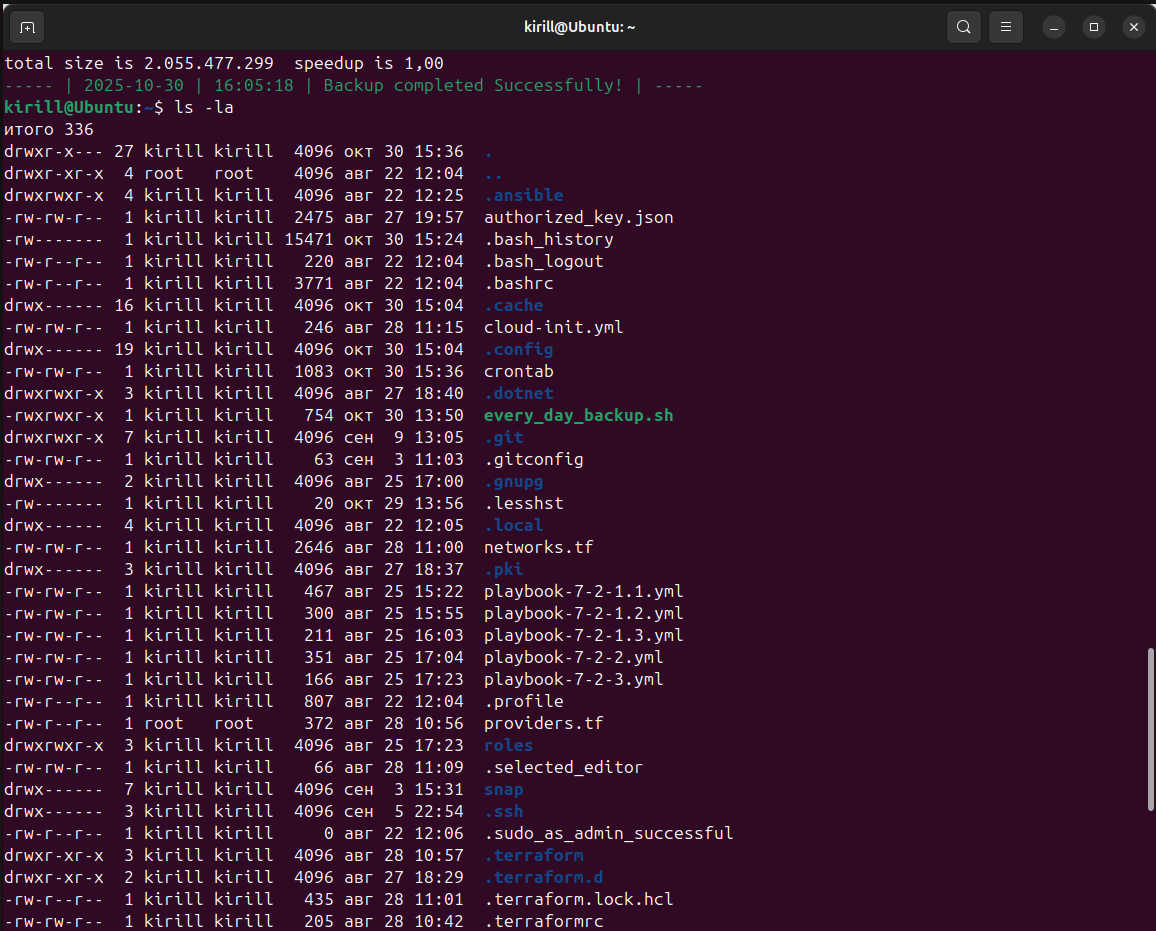 kirill@Ubuntu: ~
total size is 2.055.477.299  speedup is 1,00
----- | 2025-10-30 | 16:05:18 | Backup completed Successfully! | -----
kirill@Ubuntu:~$ ls -la
итого 336
drwxr-x--- 27 kirill kirill  4096 окт 30 15:36  .
drwxr-xr-x  4 root   root    4096 авг 22 12:04  ..
drwxrwxr-x  4 kirill kirill  4096 авг 22 12:25  .ansible
-rw-rw-r--  1 kirill kirill  2475 авг 27 19:57  authorized_key.json
-rw-------  1 kirill kirill 15471 окт 30 15:24  .bash_history
-rw-r--r--  1 kirill kirill   220 авг 22 12:04  .bash_logout
-rw-r--r--  1 kirill kirill  3771 авг 22 12:04  .bashrc
drwx------ 16 kirill kirill  4096 окт 30 15:04  .cache
-rw-rw-r--  1 kirill kirill   246 авг 28 11:15  cloud-init.yml
drwx------ 19 kirill kirill  4096 окт 30 15:04  .config
-rw-rw-r--  1 kirill kirill  1083 окт 30 15:36  crontab
drwxrwxr-x  3 kirill kirill  4096 авг 27 18:40  .dotnet
-rwxrwxr-x  1 kirill kirill   754 окт 30 13:50  every_day_backup.sh
drwxrwxr-x  7 kirill kirill  4096 сен  9 13:05  .git
-rw-rw-r--  1 kirill kirill    63 сен  3 11:03  .gitconfig
drwx------  2 kirill kirill  4096 авг 25 17:00  .gnupg
-rw-------  1 kirill kirill    20 окт 29 13:56  .lesshst
drwx------  4 kirill kirill  4096 авг 22 12:05  .local
-rw-rw-r--  1 kirill kirill  2646 авг 28 11:00  networks.tf
drwx------  3 kirill kirill  4096 авг 27 18:37  .pki
-rw-rw-r--  1 kirill kirill   467 авг 25 15:22  playbook-7-2-1.1.yml
-rw-rw-r--  1 kirill kirill   300 авг 25 15:55  playbook-7-2-1.2.yml
-rw-rw-r--  1 kirill kirill   211 авг 25 16:03  playbook-7-2-1.3.yml
-rw-rw-r--  1 kirill kirill   351 авг 25 17:04  playbook-7-2-2.yml
-rw-rw-r--  1 kirill kirill   166 авг 25 17:23  playbook-7-2-3.yml
-rw-r--r--  1 kirill kirill   807 авг 22 12:04  .profile
-rw-r--r--  1 root   root     372 авг 28 10:56  providers.tf
drwxrwxr-x  3 kirill kirill  4096 авг 25 17:23  roles
-rw-rw-r--  1 kirill kirill    66 авг 28 11:09  .selected_editor
drwx------  7 kirill kirill  4096 сен  3 15:31  snap
drwx------  3 kirill kirill  4096 сен  5 22:54  .ssh
-rw-r--r--  1 kirill kirill     0 авг 22 12:06  .sudo_as_admin_successful
drwxr-xr-x  3 kirill kirill  4096 авг 28 10:57  .terraform
drwxr-xr-x  2 kirill kirill  4096 авг 27 18:29  .terraform.d
-rw-r--r--  1 kirill kirill   435 авг 28 11:01  .terraform.lock.hcl
-rw-rw-r--  1 kirill kirill   205 авг 28 10:42  .terraformrc